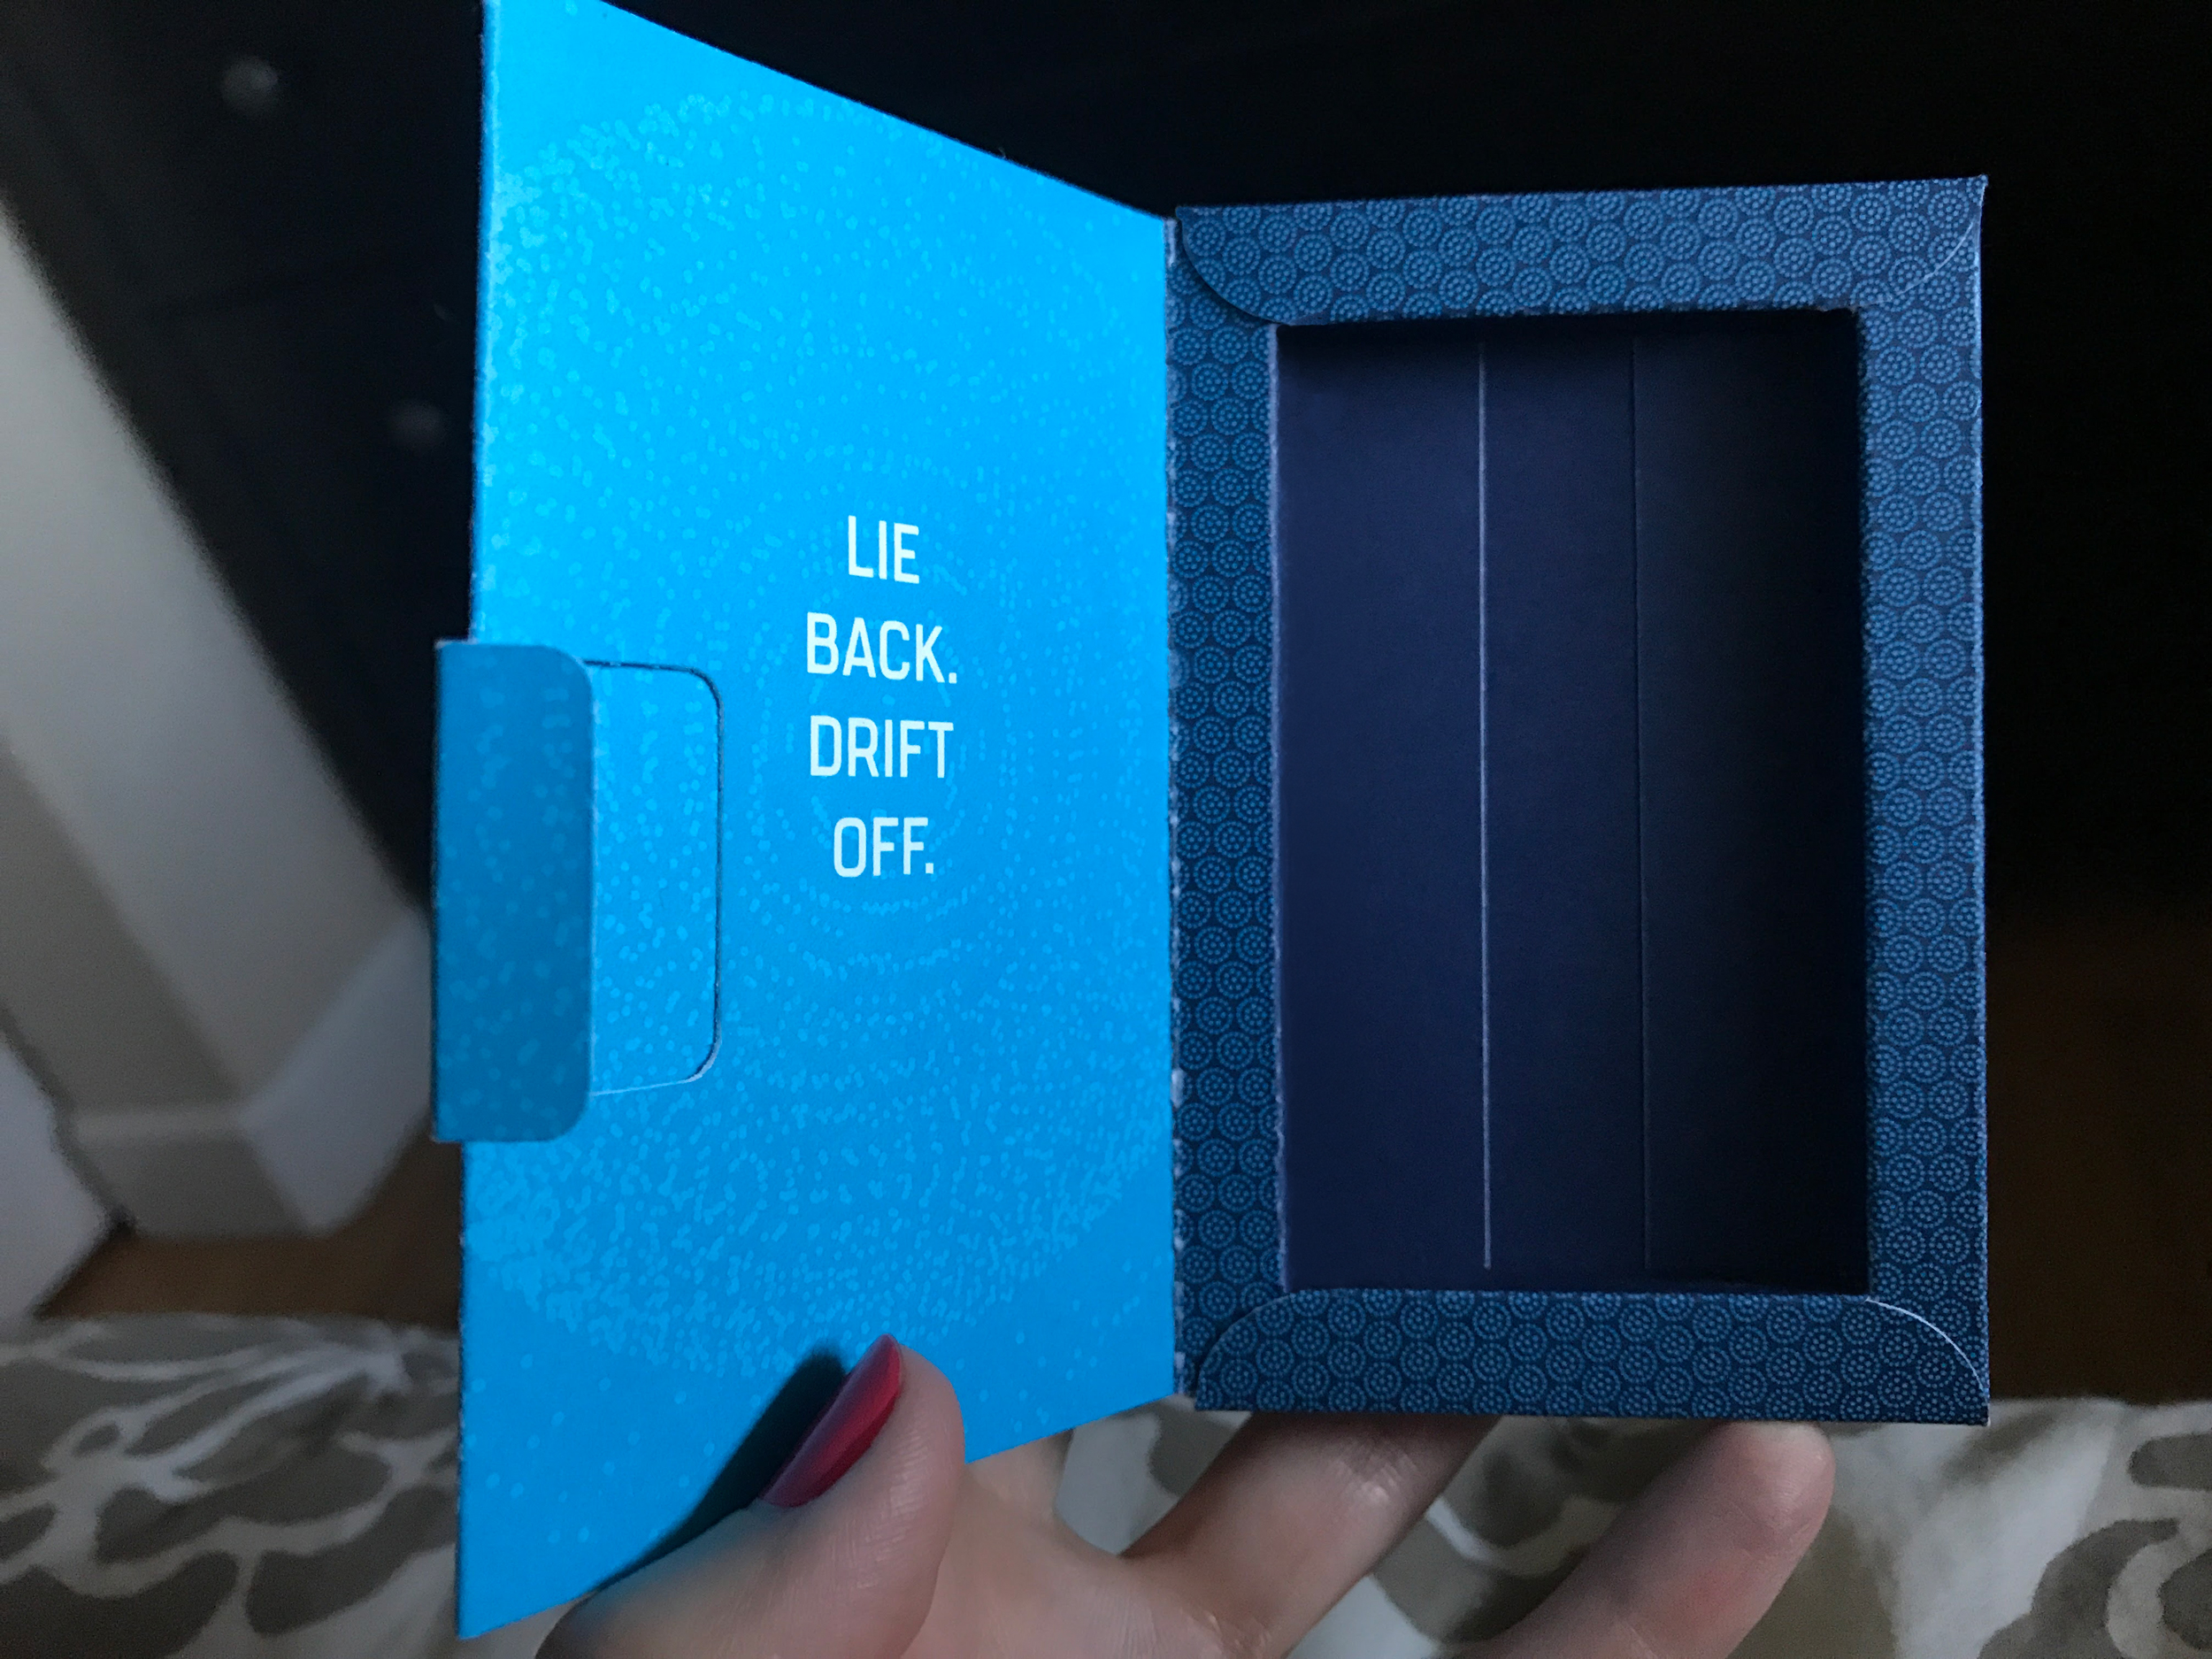 LIE
BACK.
DRIFT
OFF.